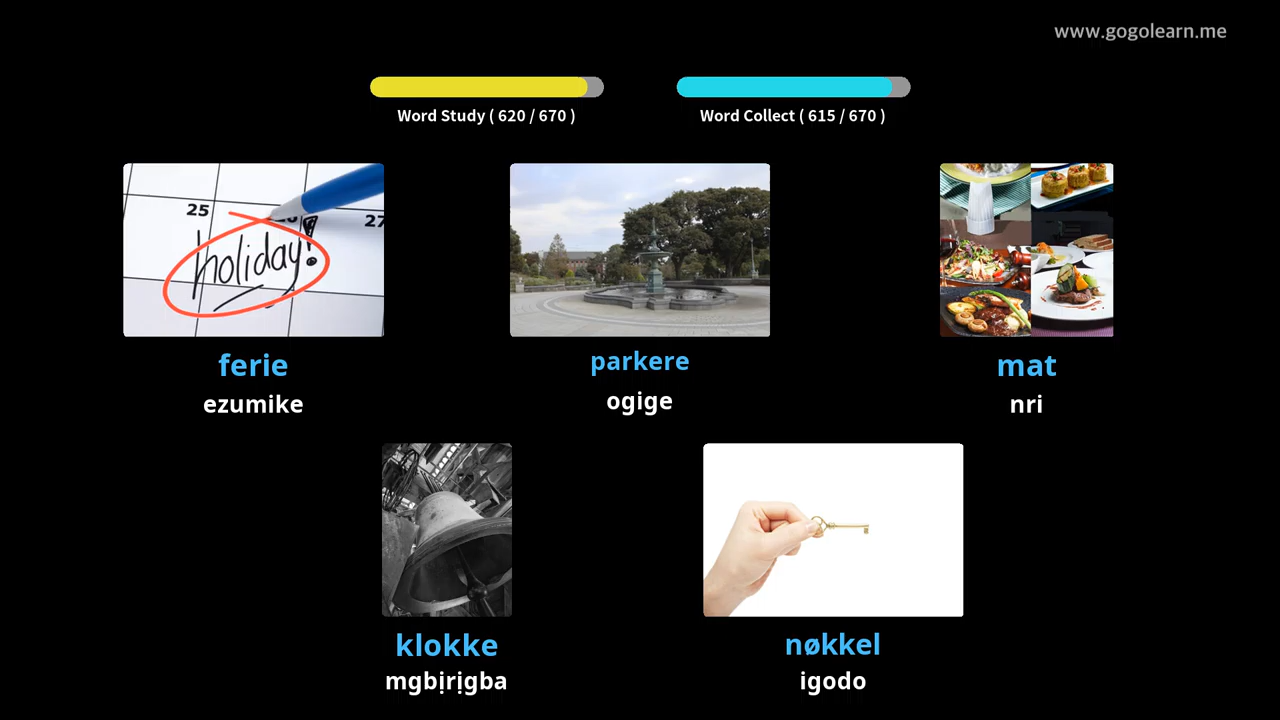 www.gogolearn.me
Word Study ( 620 / 670 )
Word Collect ( 615 / 670 )
25
27
holiday!
ferie
parkere
mat
ezumike
ogige
nri
klokke
nøkkel
mgbịrịgba
igodo